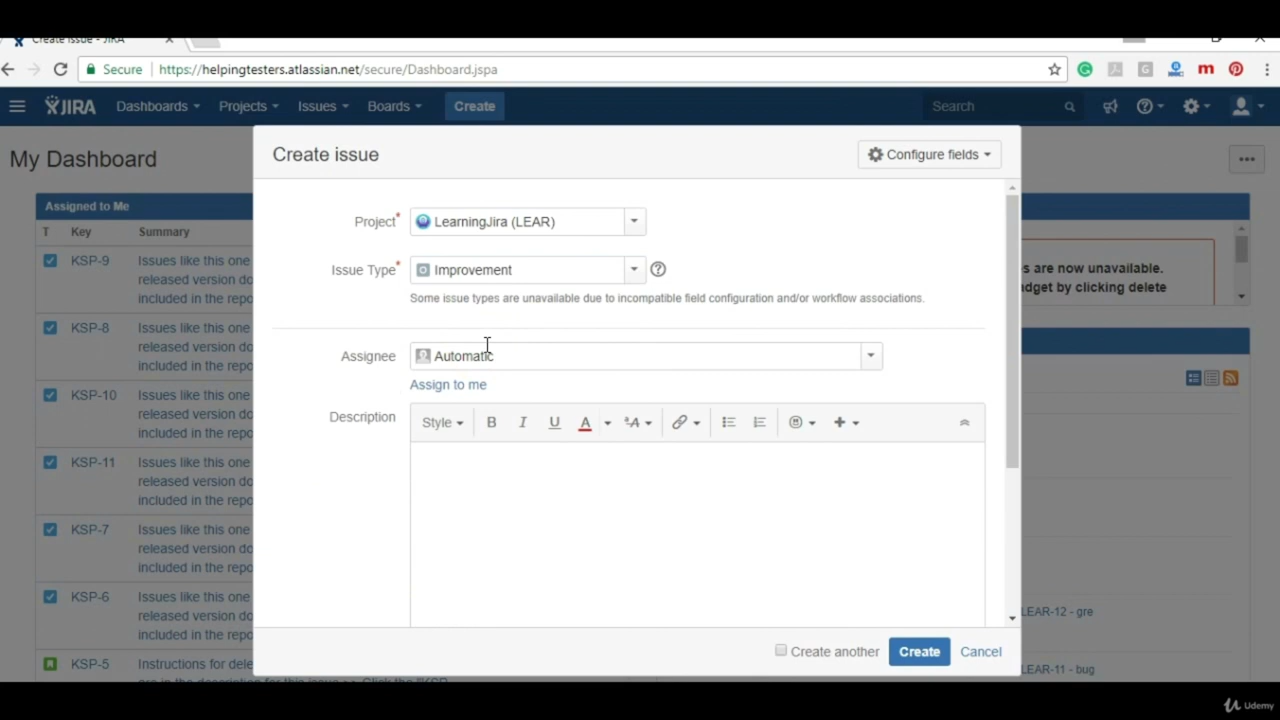 Create issue - JIRA
Secure https://helpingtesters.atlassian.net/secure/Dashboard.jspa
JIRA Dashboards Projects Issues Boards Create Search
My Dashboard
Create issue
Configure fields
Assigned to Me
T Key Summary
KSP-9 Issues like this one
released version do
included in the repo
KSP-8 Issues like this one
released version do
included in the repo
KSP-10 Issues like this one
released version do
included in the repo
KSP-11 Issues like this one
released version do
included in the repo
KSP-7 Issues like this one
released version do
included in the repo
KSP-6 Issues like this one
released version do
included in the repo
KSP-5 Instructions for dele
Project* LearningJira (LEAR)
Issue Type* Improvement
Some issue types are unavailable due to incompatible field configuration and/or workflow associations.
Assignee Automatic
Assign to me
Description Style B I U A
Create another Create Cancel
s are now unavailable.
dget by clicking delete
LEAR-12 - gre
LEAR-11 - bug
Udemy